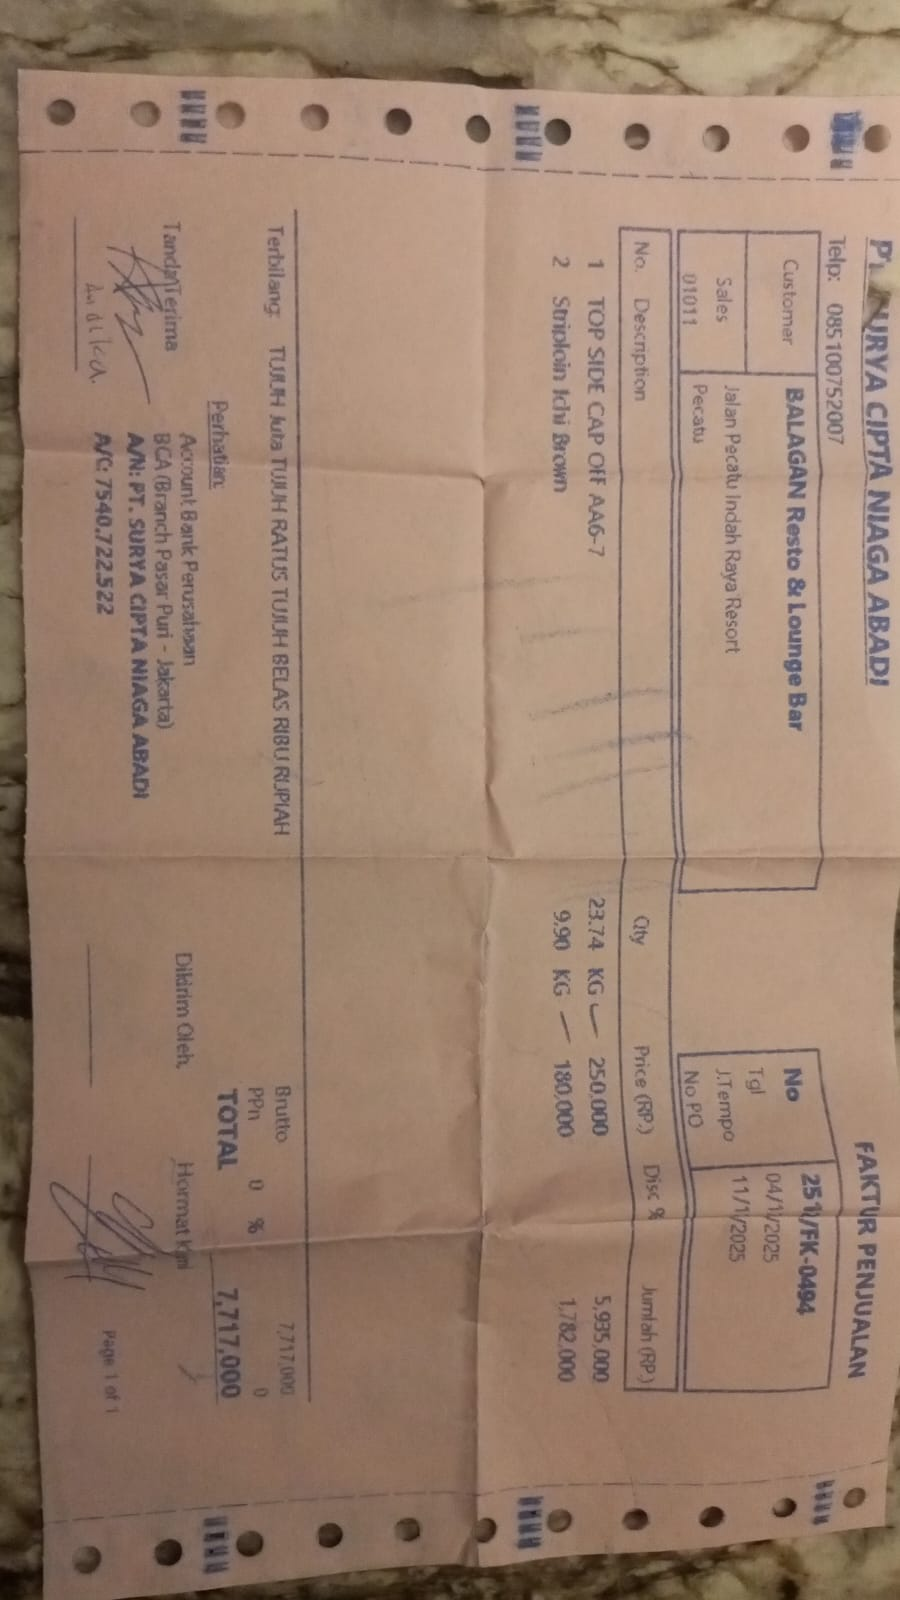 URYA CIPTA NIAGA ABADI
FAKTUR PENJUALAN
Telp: 085100752007
Customer BALAGAN Resto & Lounge Bar
Jalan Pecatu Indah Raya Resort
Sales Pecatu
01011
No 2511/FK-0494
Tgl 04/11/2025
J.Tempo 11/11/2025
No PO
No. Description Qty Price (RP.) Disc % Jumlah (RP.)
1 TOP SIDE CAP OFF AA6-7 23.74 KG 250,000 5,935,000
2 Striploin Ichi Brown 9.90 KG 180,000 1,782,000
Terbilang: TUJUH Juta TUJUH RATUS TUJUH BELAS RIBU RUPIAH
Brutto 7,717,000
PPn 0 % 0
TOTAL 7,717,000
Perhatian:
Account Bank Perusahaan
BCA (Branch Pasar Puri - Jakarta)
A/N: PT. SURYA CIPTA NIAGA ABADI
A/C: 7540.722.522
Tanda Terima
Dikirim Oleh,
Hormat Kami
Page 1 of 1